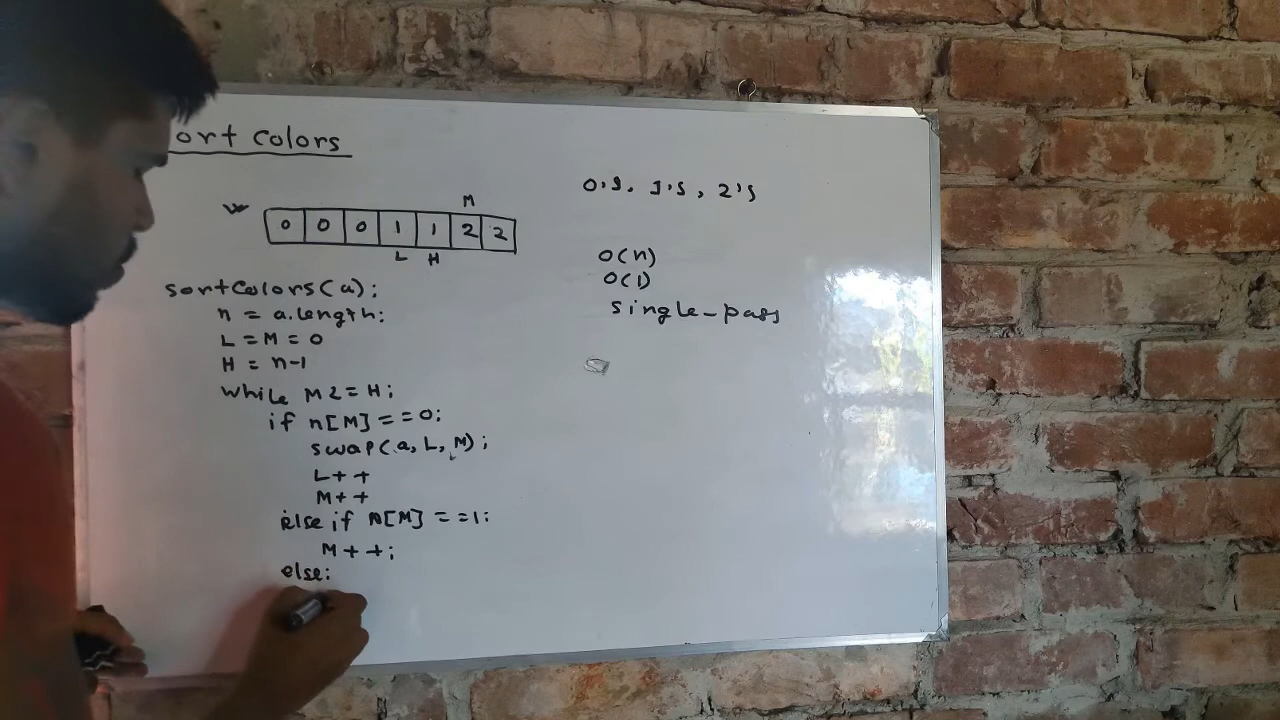 ort colors
0's. 1's, 2's
M
0 0 0 1 1 2 2
L H
O(n)
O(1)
single-pass
sortColors(a):
n = a.length:
L = M = 0
H = n-1
while M <= H:
if n[M] == 0:
swap(a, L, M);
L++
M++
else if n[M] == 1:
M++;
else: